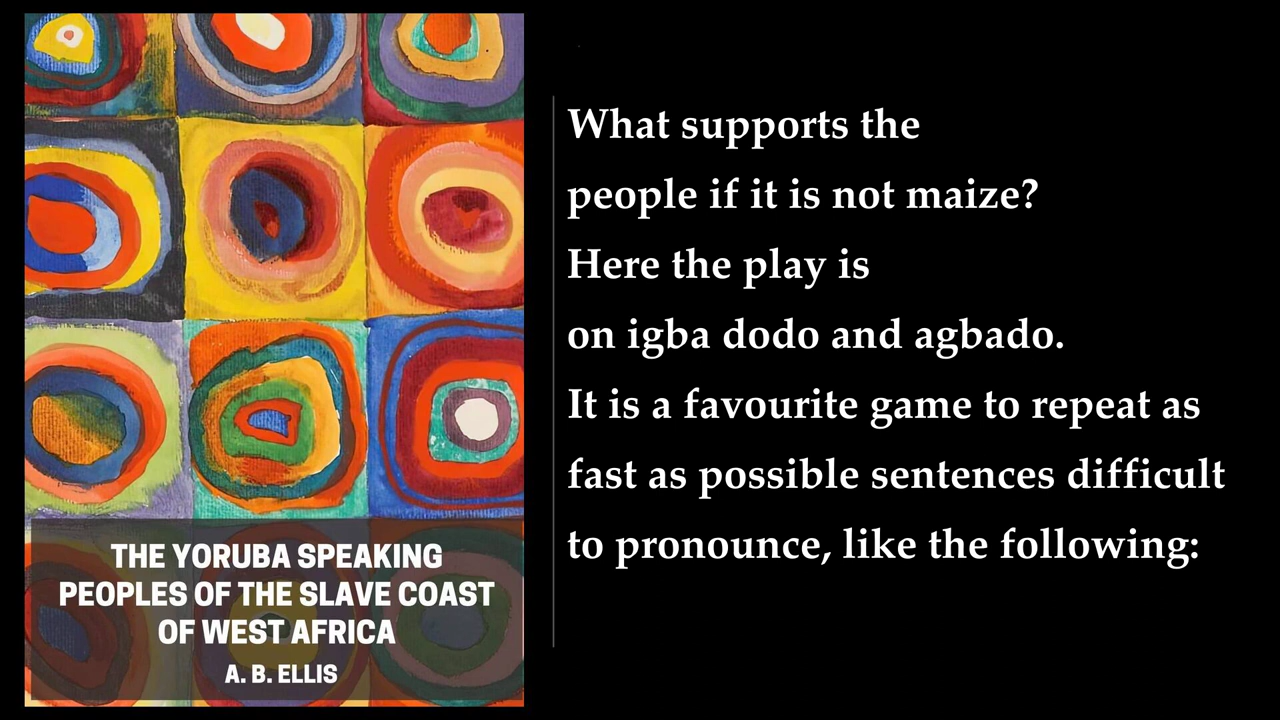 THE YORUBA SPEAKING
PEOPLES OF THE SLAVE COAST
OF WEST AFRICA
A. B. ELLIS
What supports the
people if it is not maize?
Here the play is
on igba dodo and agbado.
It is a favourite game to repeat as
fast as possible sentences difficult
to pronounce, like the following: